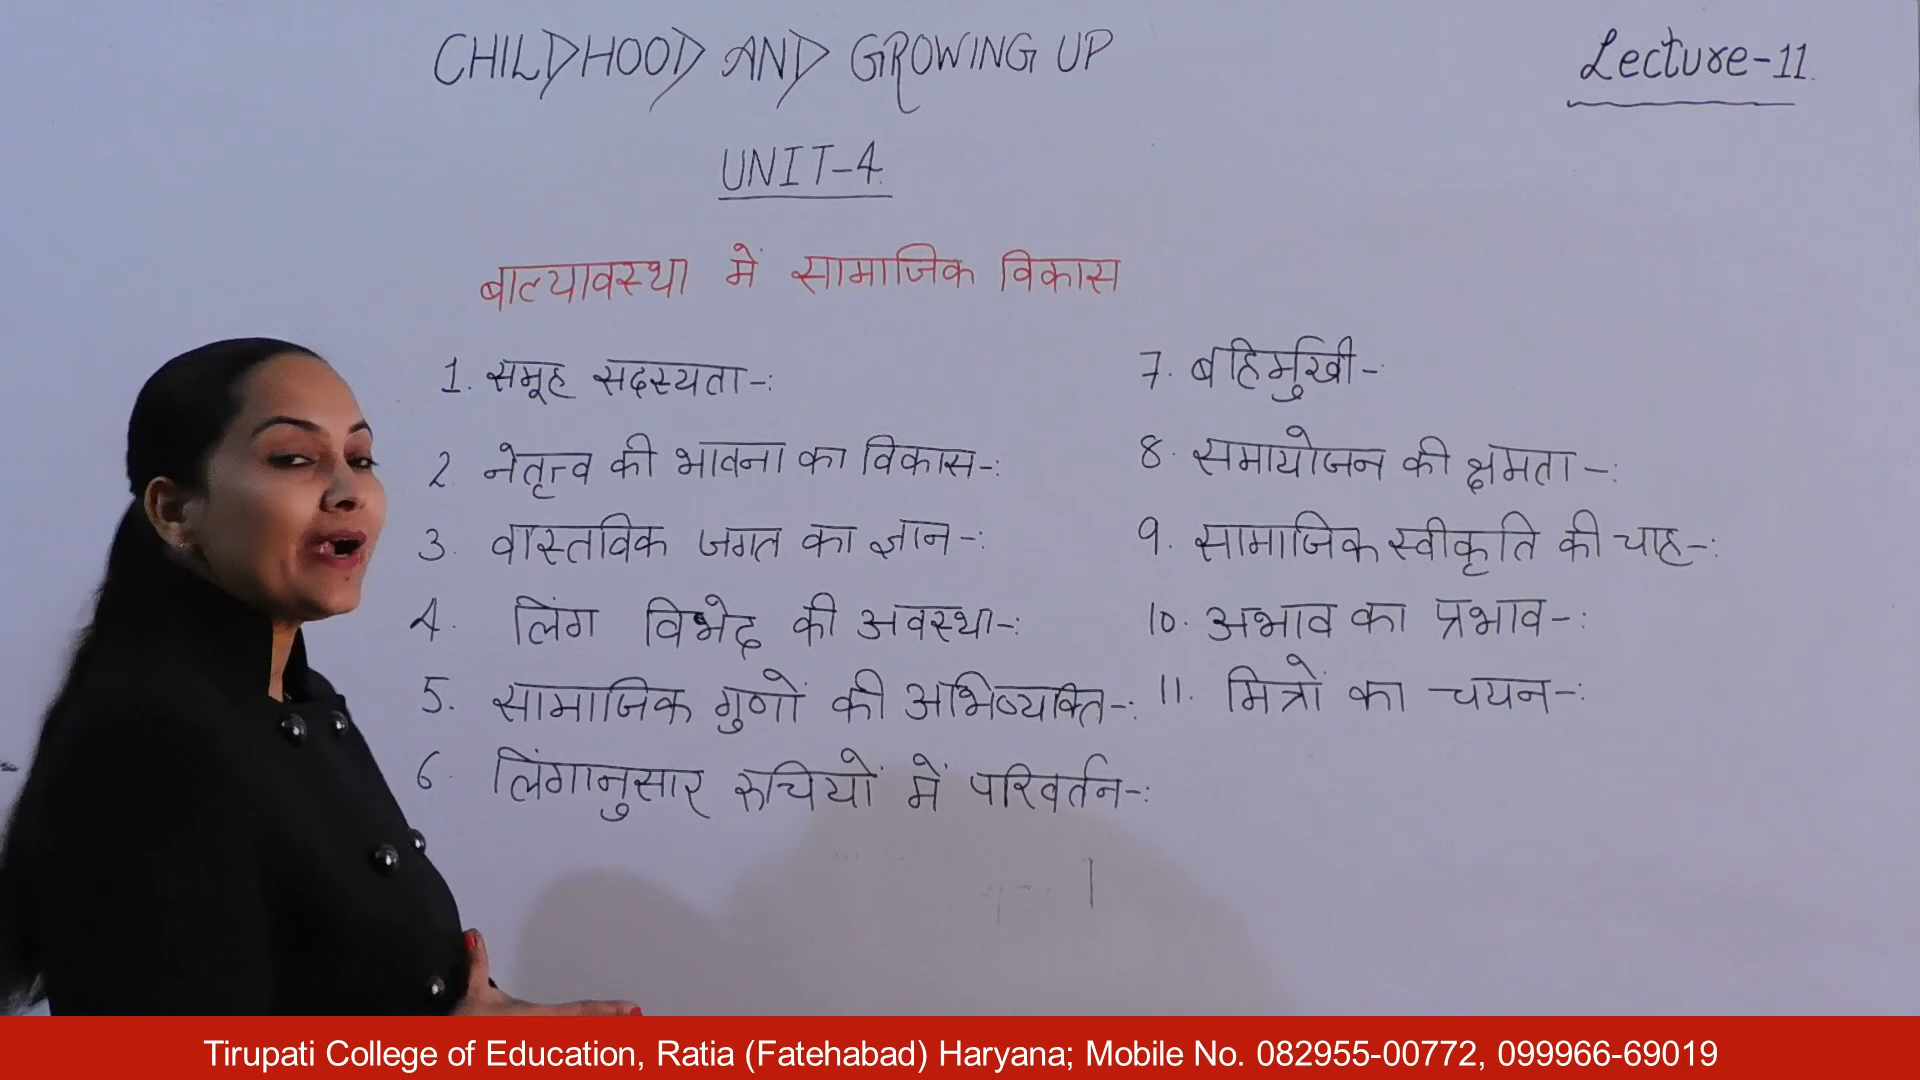 CHILDHOOD AND GROWING UP
Lecture-11.
UNIT-4.
बाल्यावस्था में सामाजिक विकास
1. समूह सदस्यता-:
2. नेतृत्त्व की भावना का विकास-:
3. वास्तविक जगत का ज्ञान-:
4. लिंग विभेद की अवस्था-:
5. सामाजिक गुणों की अभिव्यक्ति-:
6. लिंगानुसार रुचियों में परिवर्तन-:
7. बहिर्मुखी-:
8. समायोजन की क्षमता-:
9. सामाजिक स्वीकृति की चाह-:
10. अभाव का प्रभाव-:
11. मित्रों का चयन-:
Tirupati College of Education, Ratia (Fatehabad) Haryana; Mobile No. 082955-00772, 099966-69019